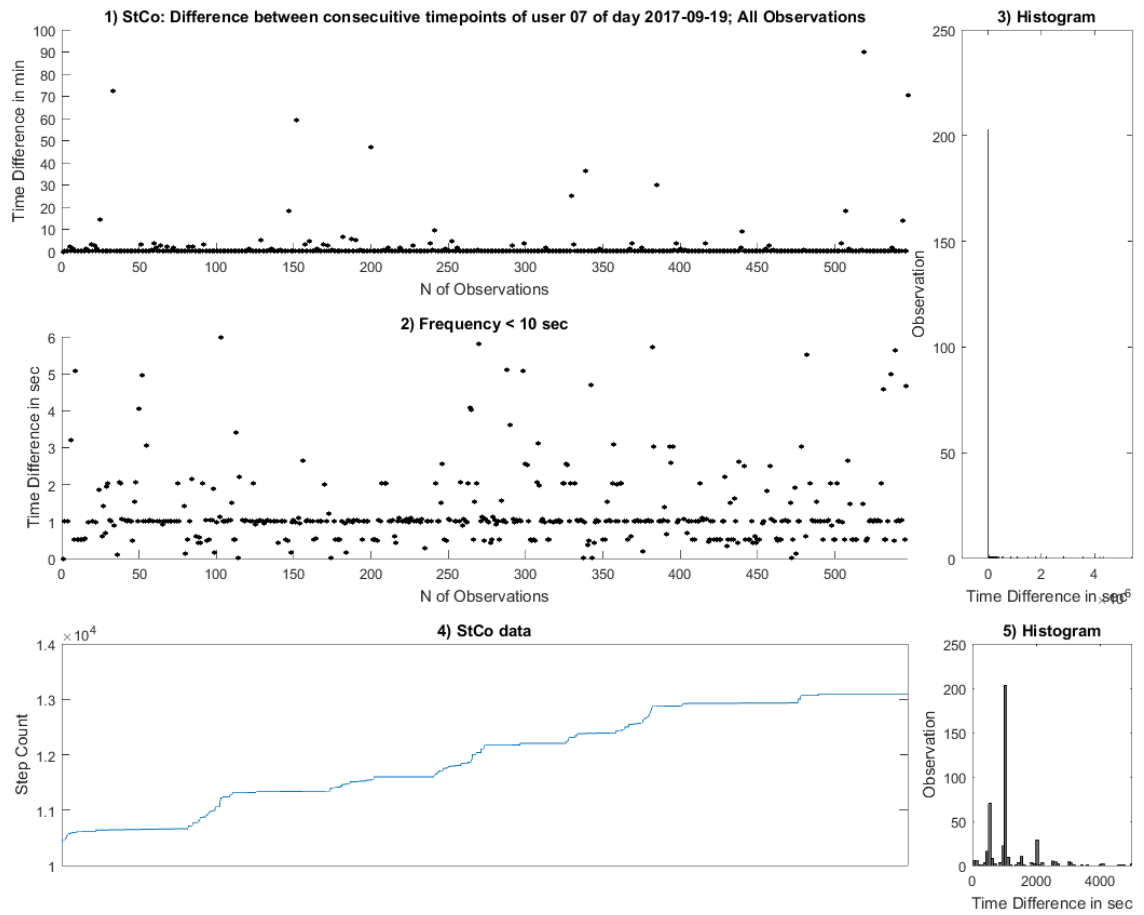 1) StCo: Difference between consecuitive timepoints of user 07 of day 2017-09-19; All Observations
100
90
80
70
60
50
40
30
20
10
0
Time Difference in min
0 50 100 150 200 250 300 350 400 450 500
N of Observations
2) Frequency < 10 sec
6
5
4
3
2
1
0
Time Difference in sec
0 50 100 150 200 250 300 350 400 450 500
N of Observations
3) Histogram
250
200
150
100
50
0
Observation
0 2 4
Time Difference in sec
×10⁶
4) StCo data
×10⁴
1.4
1.3
1.2
1.1
1
Step Count
5) Histogram
250
200
150
100
50
0
Observation
0 2000 4000
Time Difference in sec